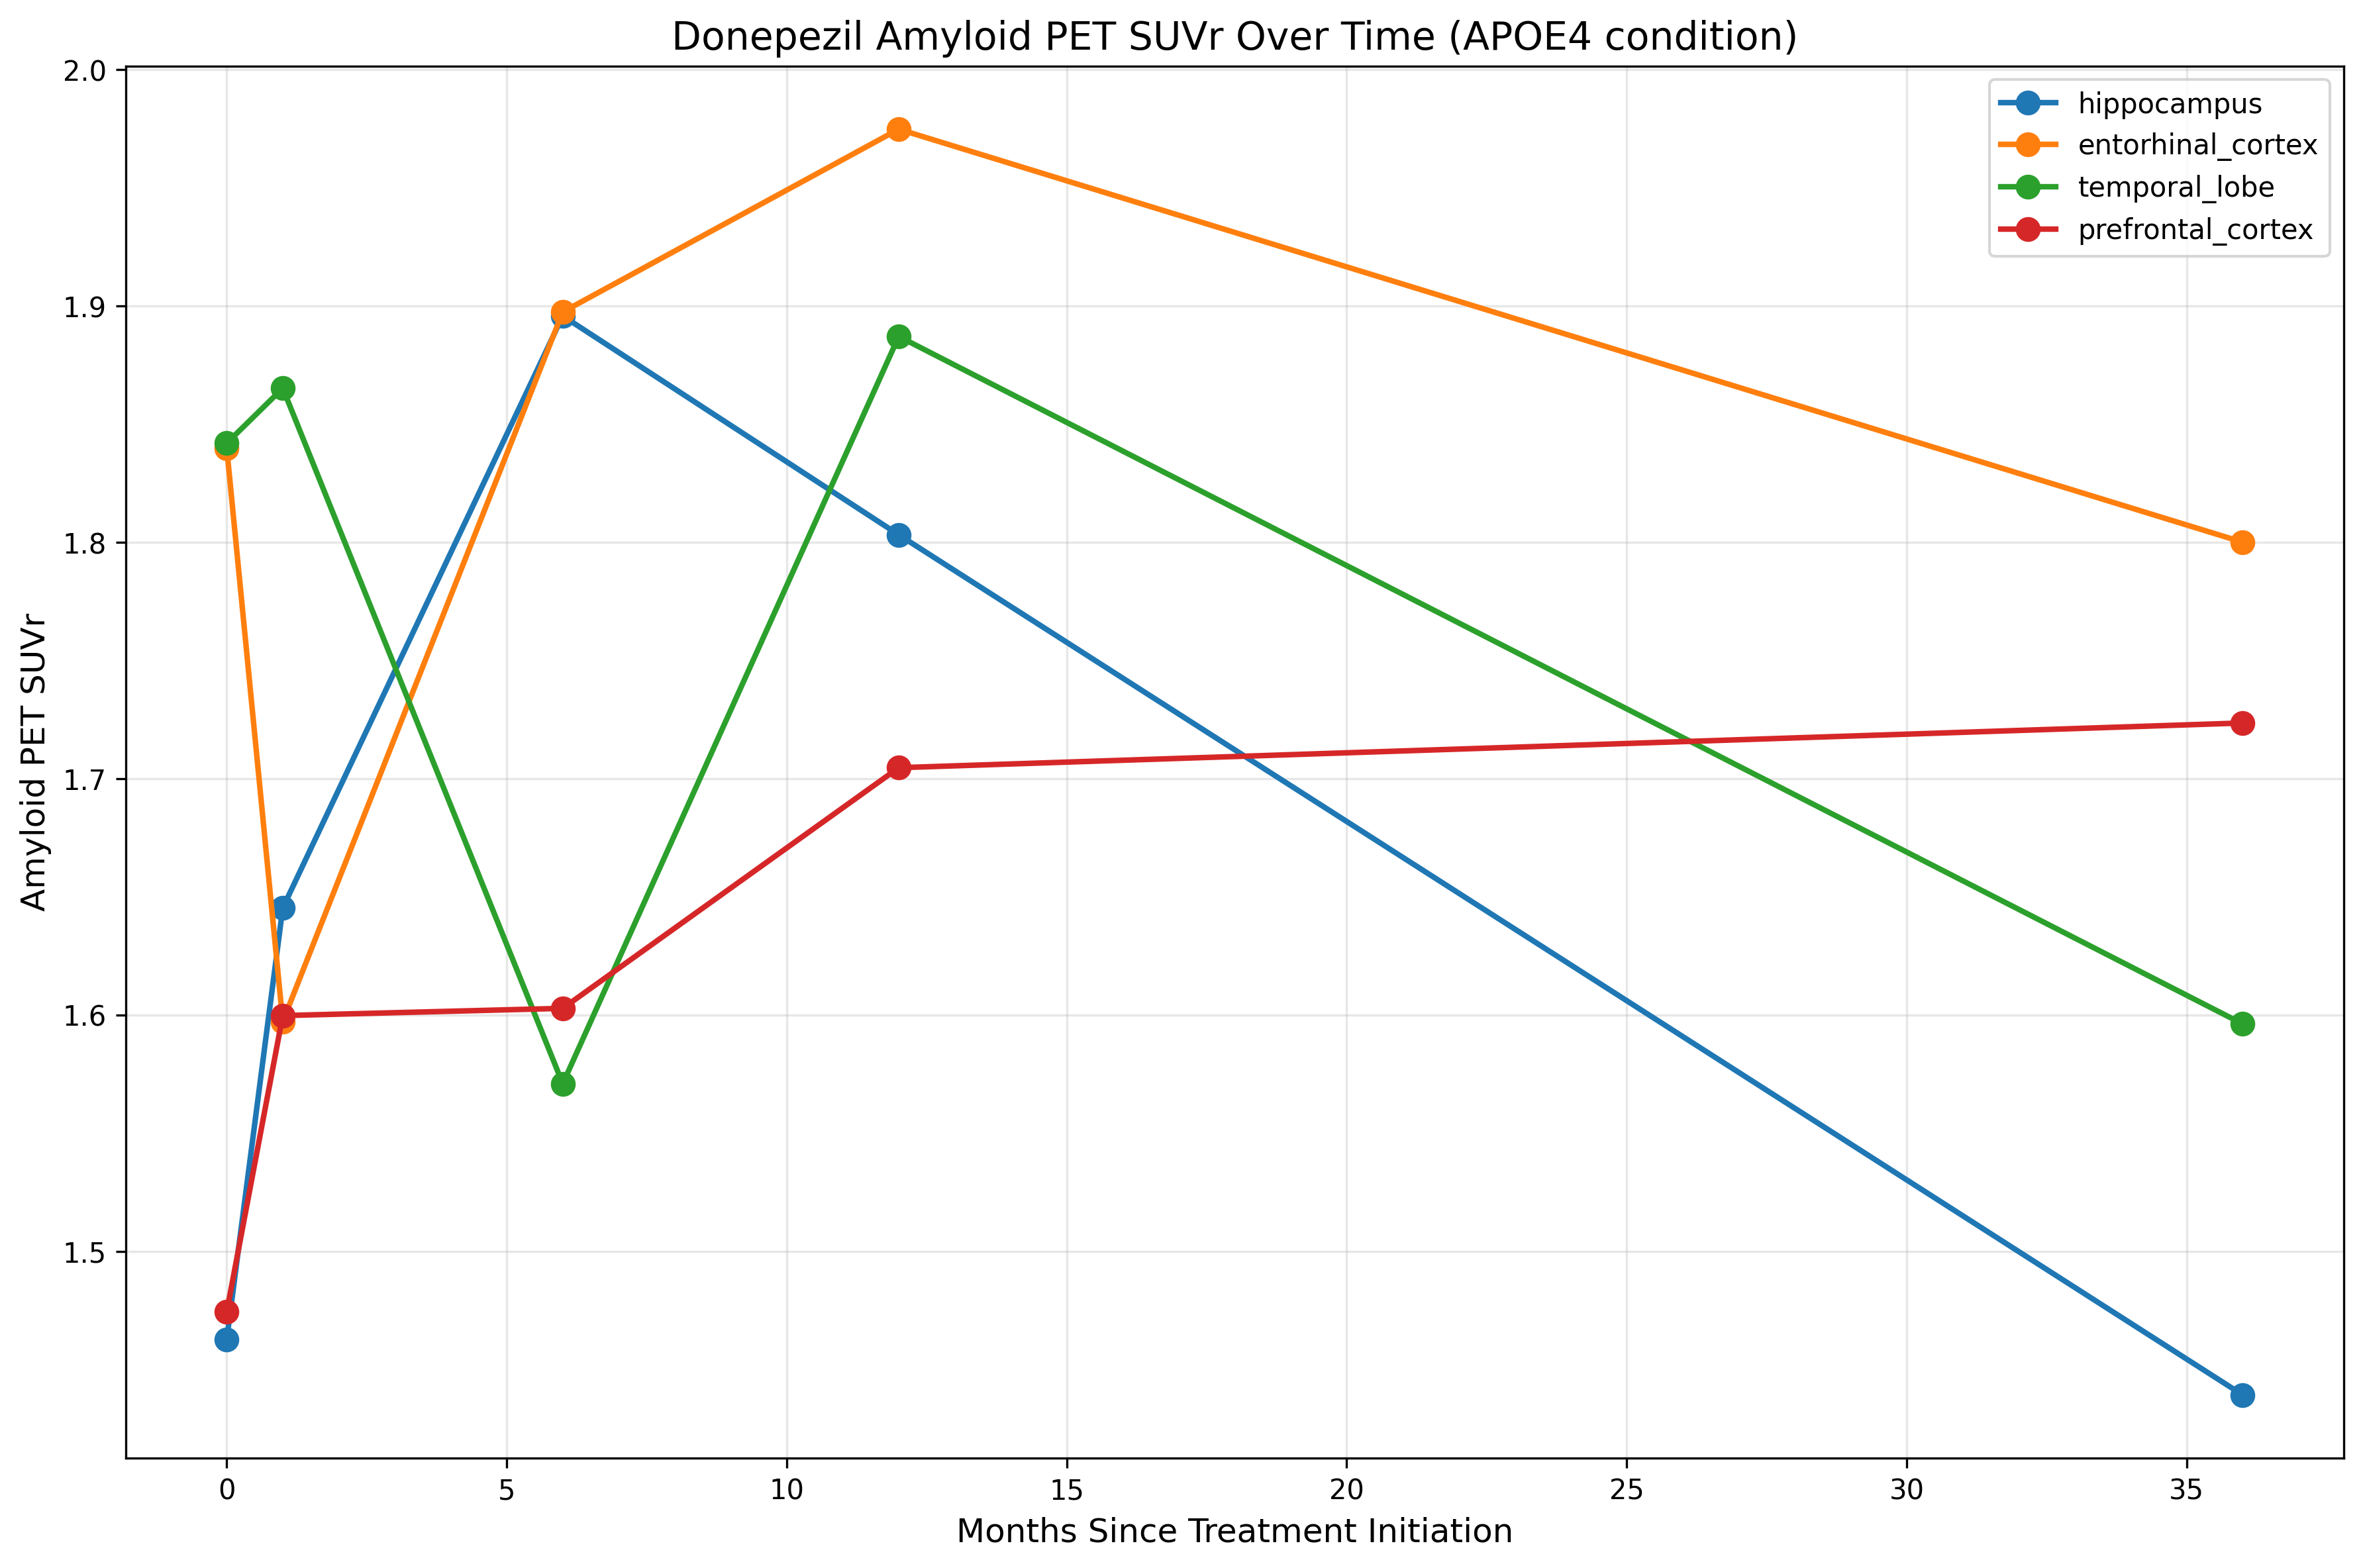 Donepezil Amyloid PET SUVr Over Time (APOE4 condition)
hippocampus
entorhinal_cortex
temporal_lobe
prefrontal_cortex
Amyloid PET SUVr
2.0
1.9
1.8
1.7
1.6
1.5
0 5 10 15 20 25 30 35
Months Since Treatment Initiation